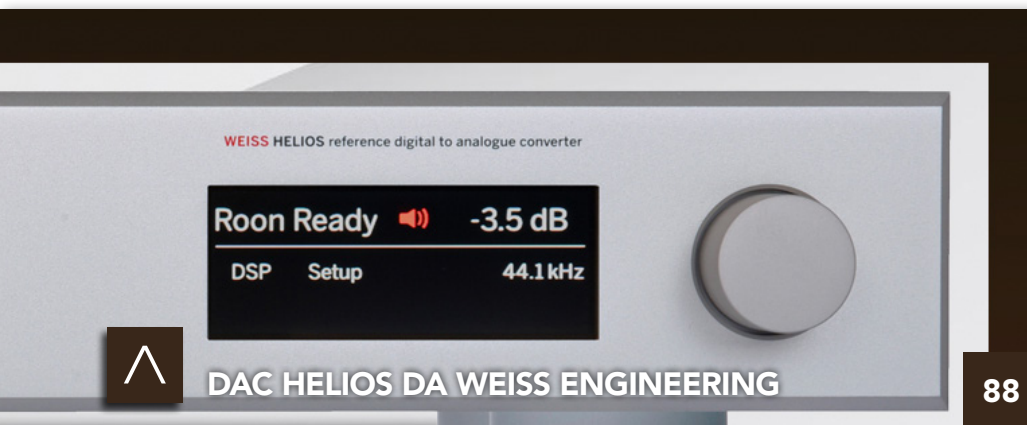 WEISS HELIOS reference digital to analogue converter
Roon Ready -3.5 dB
DSP Setup 44.1 kHz
DAC HELIOS DA WEISS ENGINEERING
88